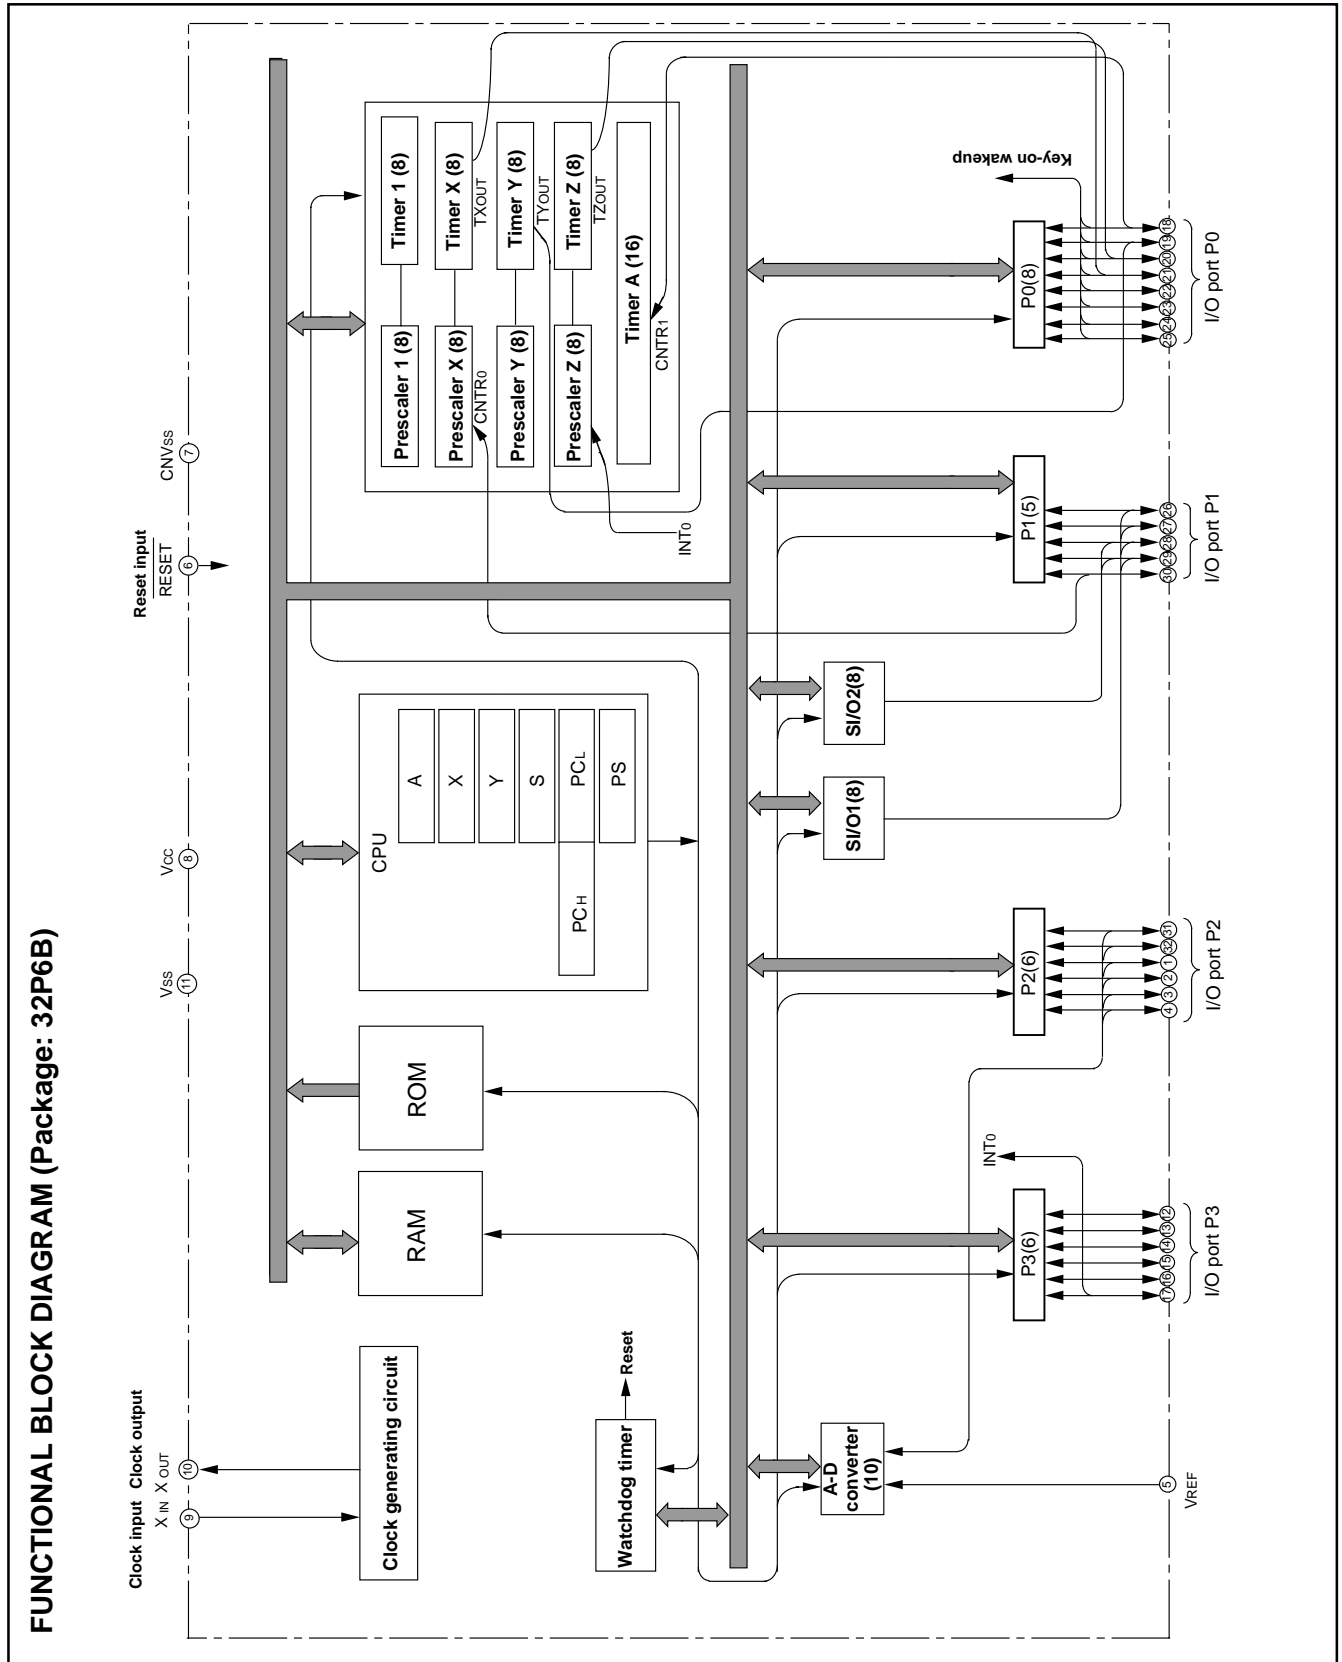 FUNCTIONAL BLOCK DIAGRAM (Package: 32P6B)
Clock input Clock output
X IN X OUT
9
10
VSS
11
VCC
8
Reset input
RESET
6
CNVSS
7
Clock generating circuit
RAM
ROM
CPU
A
X
Y
S
PCH
PCL
PS
Prescaler 1 (8)
Timer 1 (8)
Prescaler X (8)
Timer X (8)
CNTR0
TXOUT
Prescaler Y (8)
Timer Y (8)
TYOUT
Prescaler Z (8)
Timer Z (8)
TZOUT
Timer A (16)
CNTR1
INT0
Watchdog timer
Reset
A-D
converter
(10)
SI/O1(8)
SI/O2(8)
INT0
Key-on wakeup
P3(6)
P2(6)
P1(5)
P0(8)
5
17 16 15 14 13 12
4 3 2 1 32 31
30 29 28 27 26
25 24 23 22 21 20 19 18
VREF
I/O port P3
I/O port P2
I/O port P1
I/O port P0